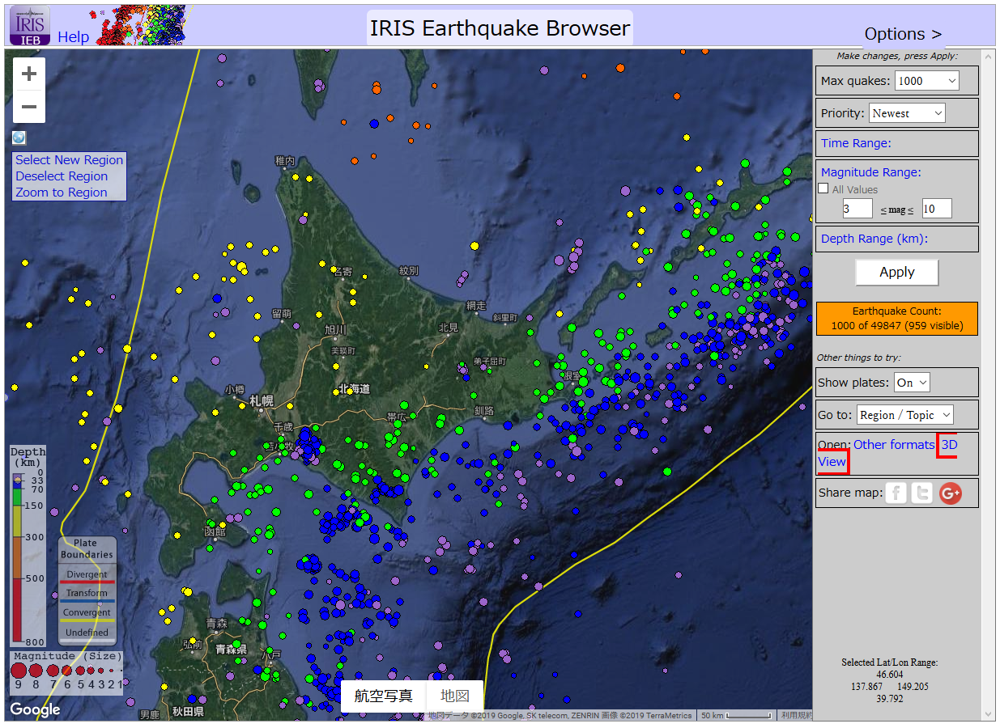 IRIS
IEB
Help
IRIS Earthquake Browser
Options >
+
−
Select New Region
Deselect Region
Zoom to Region
稚内
名寄
紋別
網走
斜里町
留萌
旭川
北見
美瑛町
弟子屈町
根室
小樽
北海道
札幌
帯広
釧路
千歳
苫小牧
函館
青森
弘前
青森県
八戸
男鹿
秋田県
Depth
(km)
0
33
70
150
300
500
800
Plate
Boundaries
Divergent
Transform
Convergent
Undefined
Magnitude (Size)
9 8 7 6 5 4 3 2 1
Google
航空写真 地図
地図データ ©2019 Google, SK telecom, ZENRIN 画像 ©2019 TerraMetrics
50 km
利用規約
Make changes, press Apply:
Max quakes: 1000
Priority: Newest
Time Range:
Magnitude Range:
All Values
3 ≤ mag ≤ 10
Depth Range (km):
Apply
Earthquake Count:
1000 of 49847 (959 visible)
Other things to try:
Show plates: On
Go to: Region / Topic
Open: Other formats 3D
View
Share map: f t G+
Selected Lat/Lon Range:
46.604
137.867 149.205
39.792